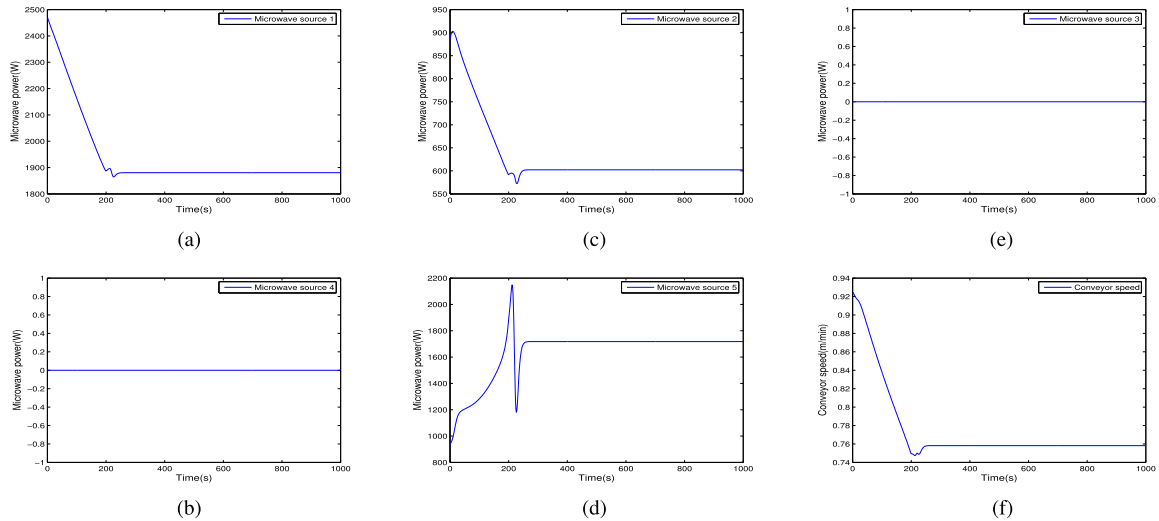 Microwave source 1
Microwave power(W)
2500
2400
2300
2200
2100
2000
1900
1800
0 200 400 600 800 1000
Time(s)
(a)
Microwave source 2
Microwave power(W)
950
900
850
800
750
700
650
600
550
0 200 400 600 800 1000
Time(s)
(c)
Microwave source 3
Microwave power(W)
1
0.8
0.6
0.4
0.2
0
−0.2
−0.4
−0.6
−0.8
−1
0 200 400 600 800 1000
Time(s)
(e)
Microwave source 4
Microwave power(W)
1
0.8
0.6
0.4
0.2
0
−0.2
−0.4
−0.6
−0.8
−1
0 200 400 600 800 1000
Time(s)
(b)
Microwave source 5
Microwave power(W)
2200
2000
1800
1600
1400
1200
1000
800
0 200 400 600 800 1000
Time(s)
(d)
Conveyor speed
Conveyor speed(m/min)
0.94
0.92
0.9
0.88
0.86
0.84
0.82
0.8
0.78
0.76
0.74
0 200 400 600 800 1000
Time(s)
(f)